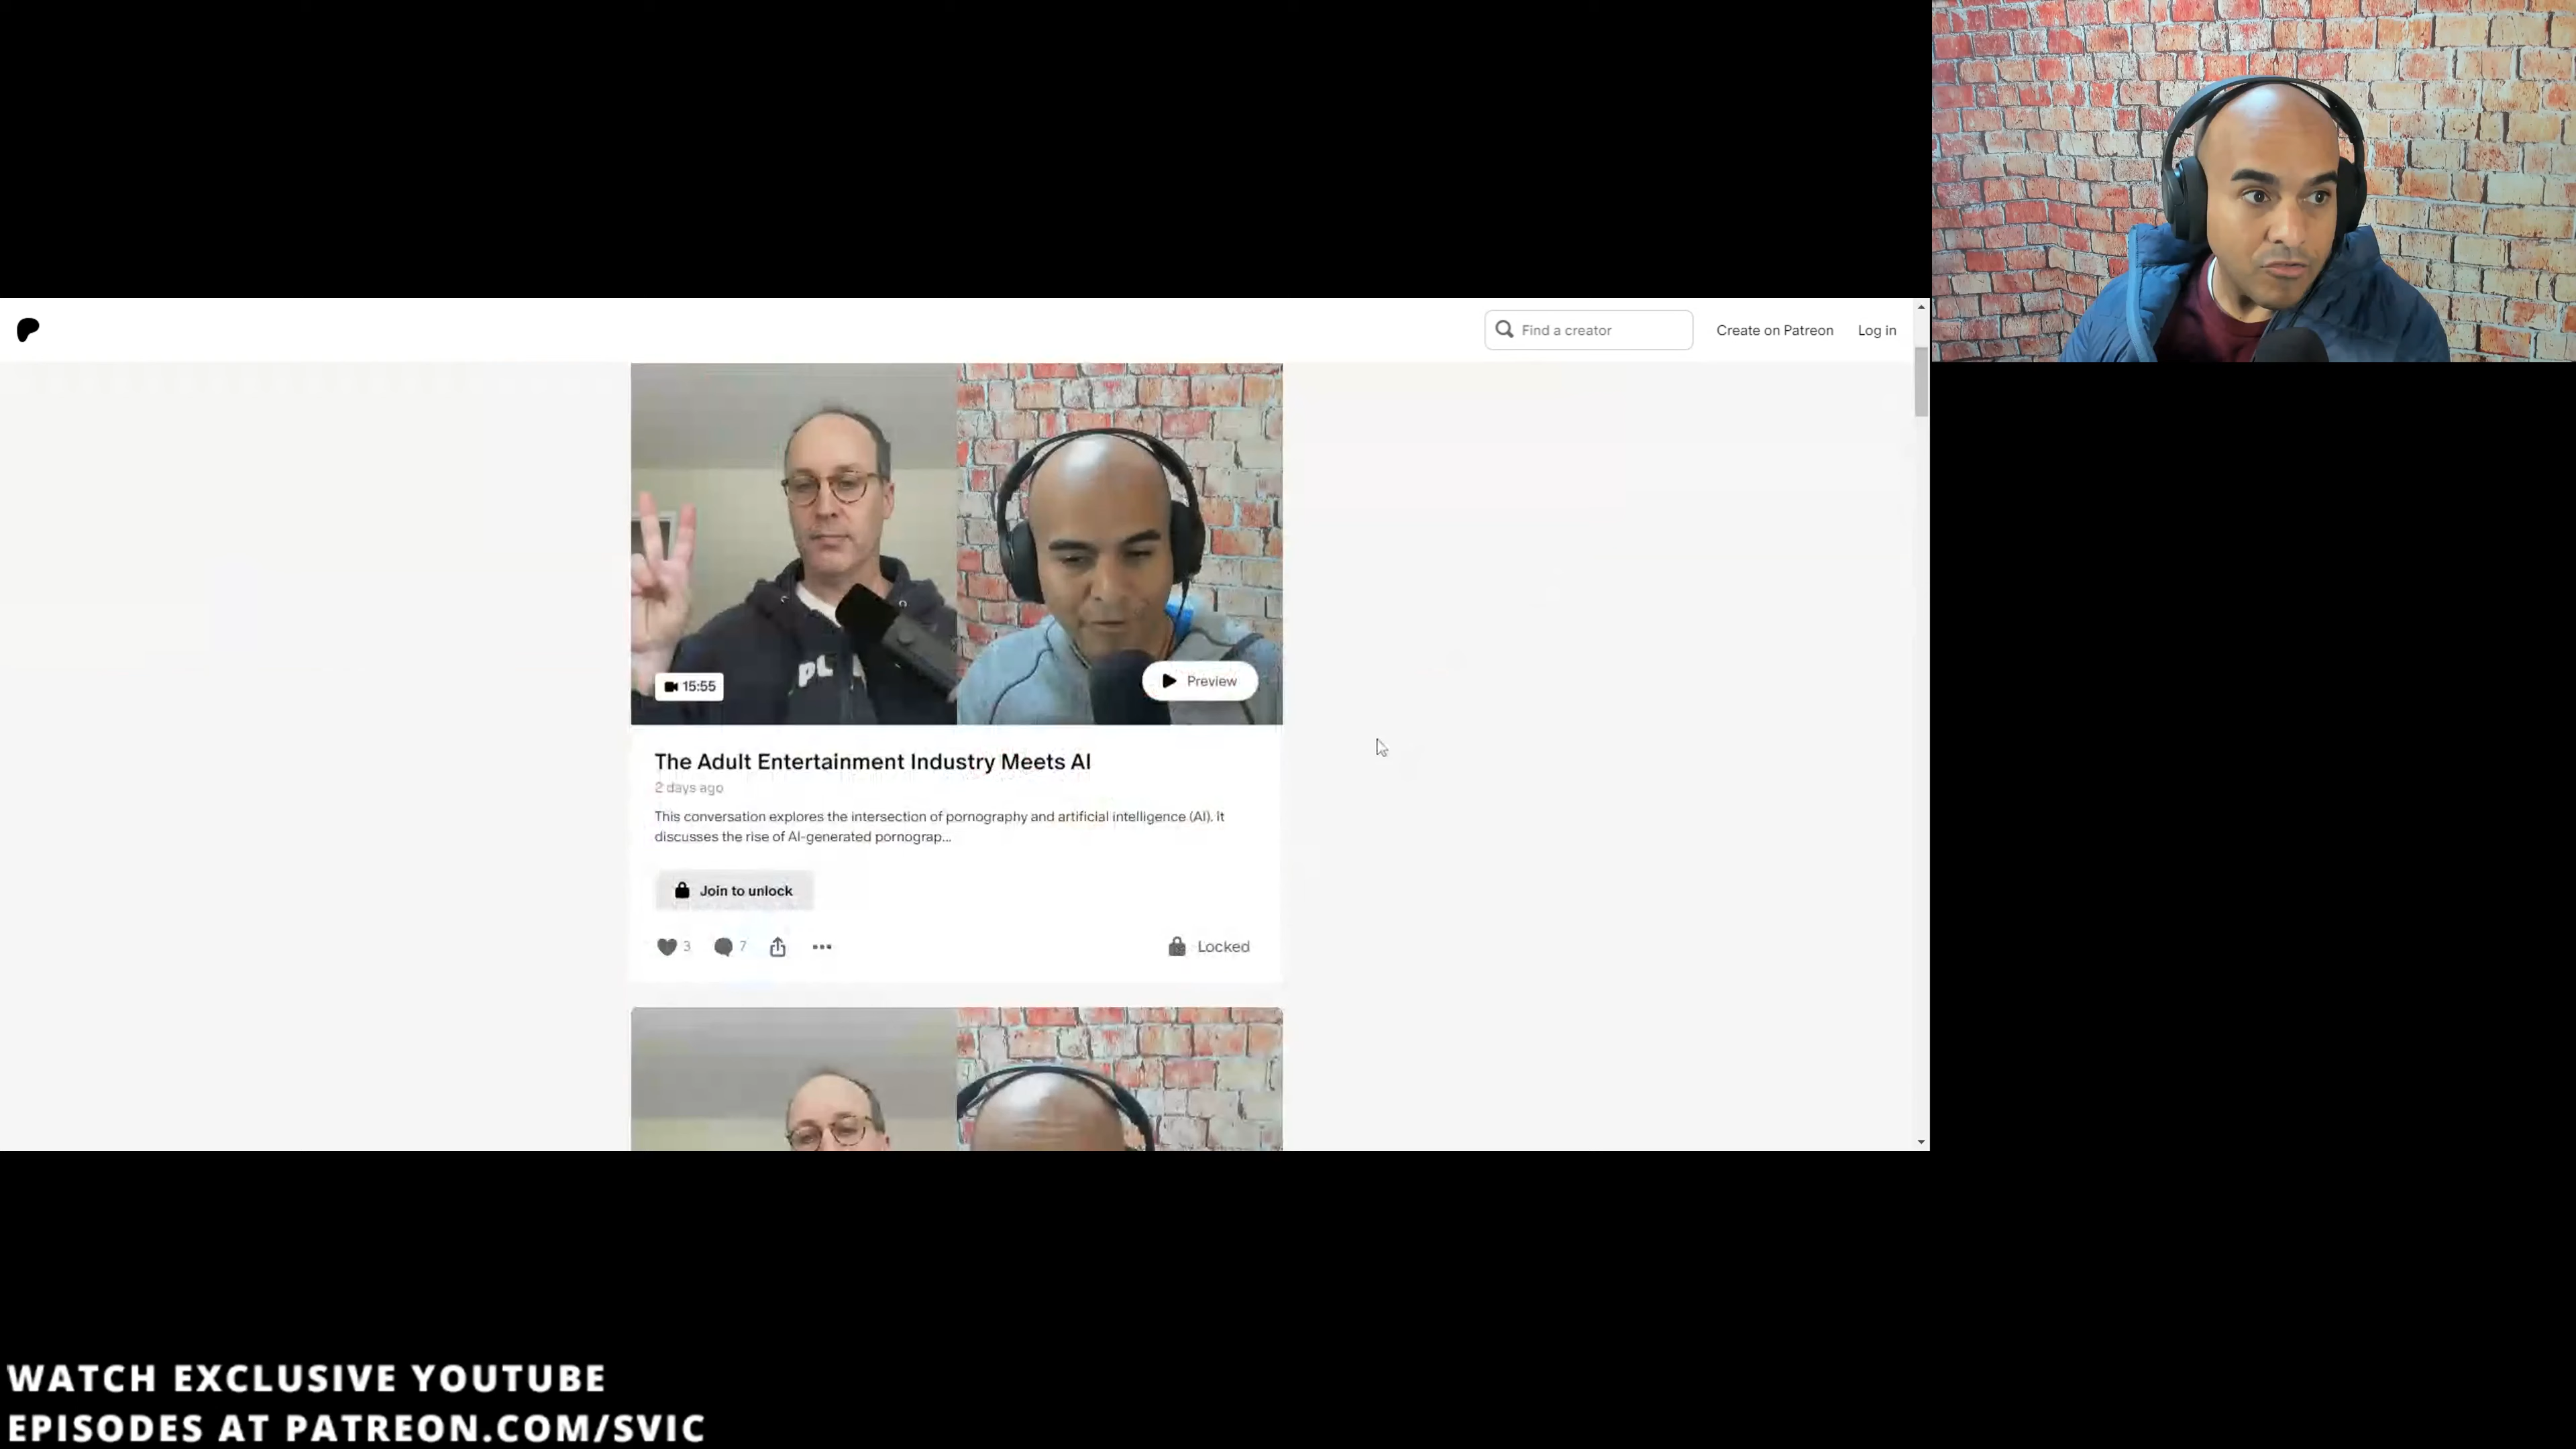 Find a creator
Create on Patreon
Log in
15:55
Preview
The Adult Entertainment Industry Meets AI
2 days ago
This conversation explores the intersection of pornography and artificial intelligence (AI). It
discusses the rise of AI-generated pornograp...
Join to unlock
3
7
Locked
WATCH EXCLUSIVE YOUTUBE
EPISODES AT PATREON.COM/SVIC